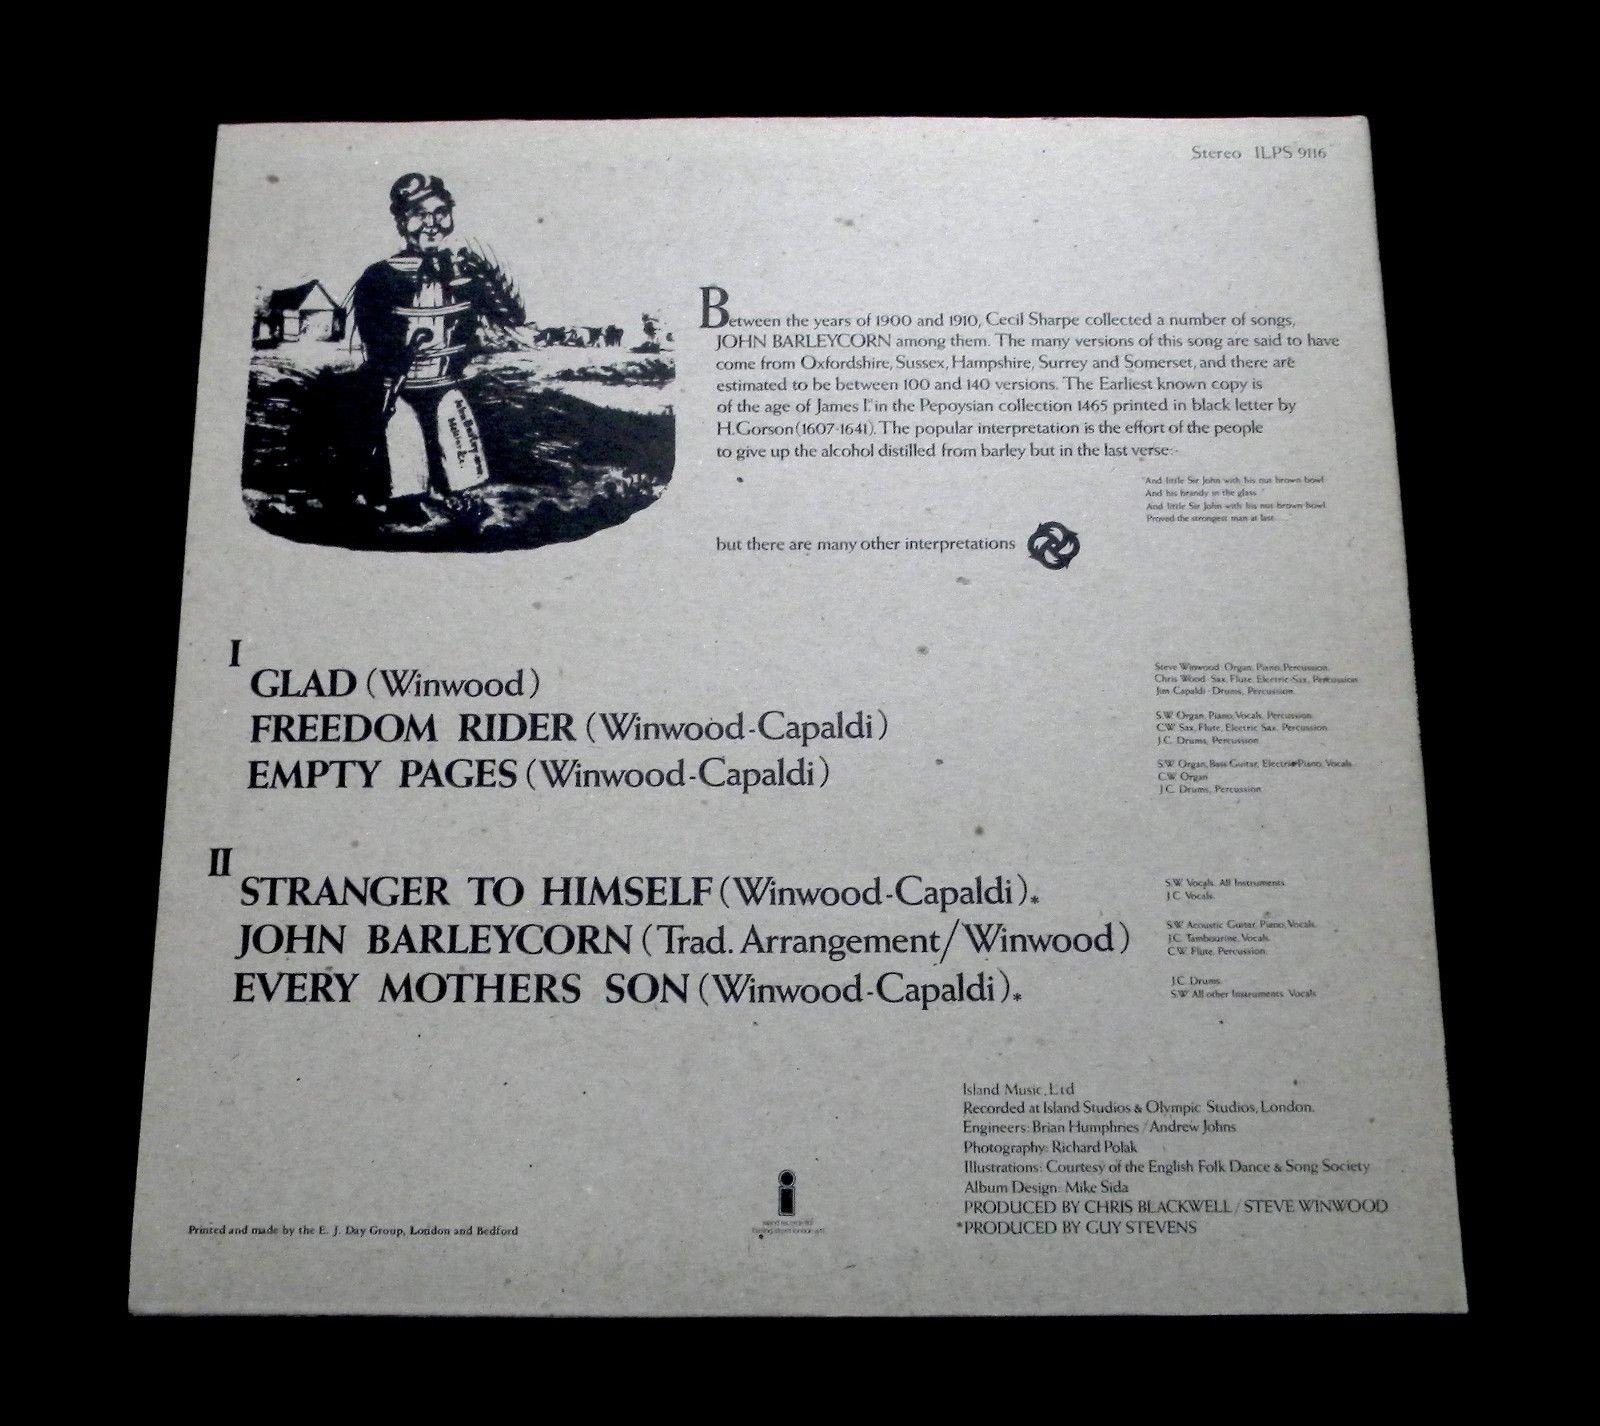 Stereo ILPS 9116
Between the years of 1900 and 1910, Cecil Sharpe collected a number of songs,
JOHN BARLEYCORN among them. The many versions of this song are said to have
come from Oxfordshire, Sussex, Hampshire, Surrey and Somerset, and there are
estimated to be between 100 and 140 versions. The Earliest known copy is
of the age of James I. in the Pepoysian collection 1465 printed in black letter by
H.Gorson (1607-1641). The popular interpretation is the effort of the people
to give up the alcohol distilled from barley but in the last verse:-
"And little Sir John with his nut brown bowl
And his brandy in the glass
And little Sir John with his nut brown bowl
Proved the strongest man at last...."
but there are many other interpretations
I
GLAD (Winwood)
Steve Winwood Organ, Piano, Percussion.
Chris Wood Sax, Flute, Electric Sax, Percussion
Jim Capaldi - Drums, Percussion.
FREEDOM RIDER (Winwood-Capaldi)
S.W. Organ, Piano, Vocals, Percussion
C.W. Sax, Flute, Electric Sax, Percussion
J.C. Drums, Percussion
EMPTY PAGES (Winwood-Capaldi)
S.W. Organ, Bass Guitar, Electric Piano, Vocals
C.W. Organ
J.C. Drums, Percussion
II
STRANGER TO HIMSELF (Winwood-Capaldi).*
S.W. Vocals. All Instruments
J.C. Vocals.
JOHN BARLEYCORN (Trad. Arrangement/Winwood)
S.W. Acoustic Guitar, Piano, Vocals.
J.C. Tambourine, Vocals.
C.W. Flute, Percussion.
EVERY MOTHERS SON (Winwood-Capaldi).*
J.C. Drums
S.W. All other Instruments. Vocals
Island Music, Ltd
Recorded at Island Studios & Olympic Studios, London.
Engineers: Brian Humphries / Andrew Johns
Photography: Richard Polak
Illustrations: Courtesy of the English Folk Dance & Song Society
Album Design: Mike Sida
PRODUCED BY CHRIS BLACKWELL / STEVE WINWOOD
*PRODUCED BY GUY STEVENS
i
Printed and made by the E. J. Day Group, London and Bedford